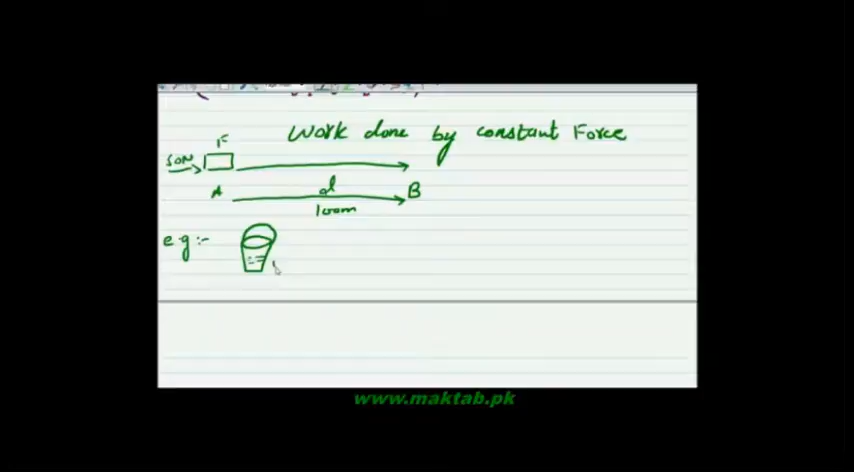 Work done by constant Force
F
50N
A d B
100m
eg:-
www.maktab.pk